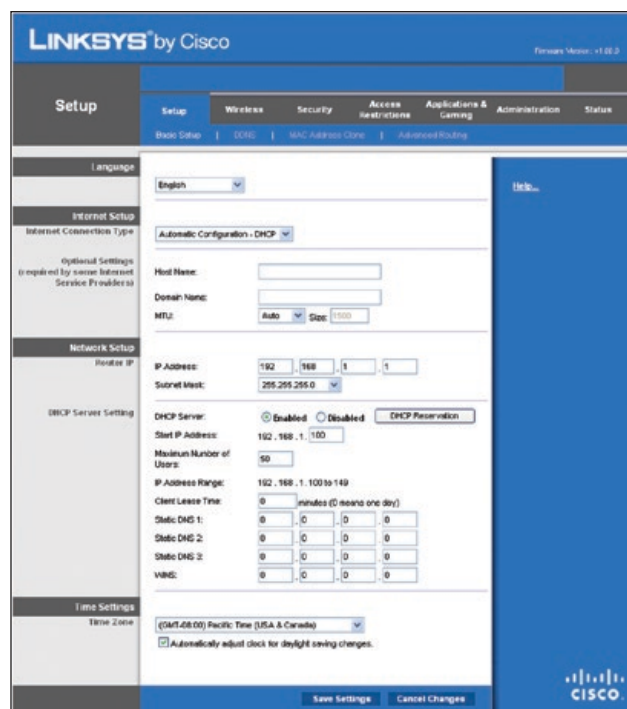 LINKSYS® by Cisco
Firmware Version: v1.00.0
Setup
Setup Wireless Security Access Restrictions Applications & Gaming Administration Status
Basic Setup | DDNS | MAC Address Clone | Advanced Routing
Language
English
Help...
Internet Setup
Internet Connection Type
Automatic Configuration - DHCP
Optional Settings
(required by some Internet
Service Providers)
Host Name:
Domain Name:
MTU: Auto Size: 1500
Network Setup
Router IP
IP Address: 192 . 168 . 1 . 1
Subnet Mask: 255.255.255.0
DHCP Server Setting
DHCP Server: Enabled Disabled DHCP Reservation
Start IP Address: 192 . 168 . 1. 100
Maximum Number of
Users: 50
IP Address Range: 192 . 168 . 1. 100 to 149
Client Lease Time: 0 minutes (0 means one day)
Static DNS 1: 0 . 0 . 0 . 0
Static DNS 2: 0 . 0 . 0 . 0
Static DNS 3: 0 . 0 . 0 . 0
WINS: 0 . 0 . 0 . 0
Time Settings
Time Zone
(GMT-08:00) Pacific Time (USA & Canada)
Automatically adjust clock for daylight saving changes.
Save Settings Cancel Changes
CISCO.